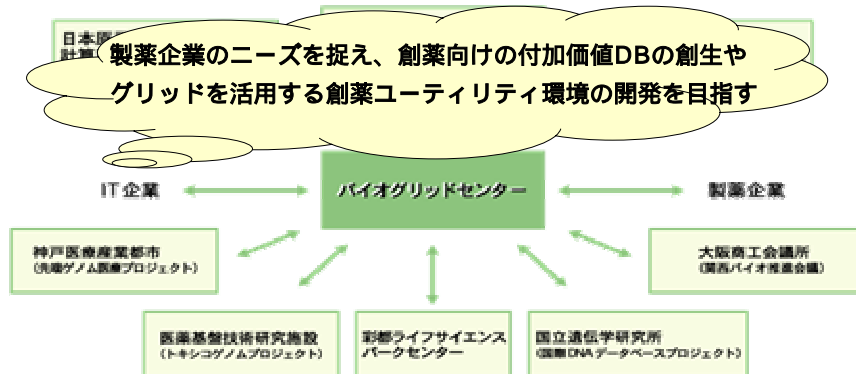 製薬企業のニーズを捉え、創薬向けの付加価値DBの創生や
グリッドを活用する創薬ユーティリティ環境の開発を目指す
日本原
計算
IT企業
バイオグリッドセンター
製薬企業
神戸医療産業都市
(先端ゲノム医療プロジェクト)
大阪商工会議所
(関西バイオ推進会議)
医薬基盤技術研究施設
(トキシコゲノムプロジェクト)
彩都ライフサイエンス
パークセンター
国立遺伝学研究所
(国際DNAデータベースプロジェクト)